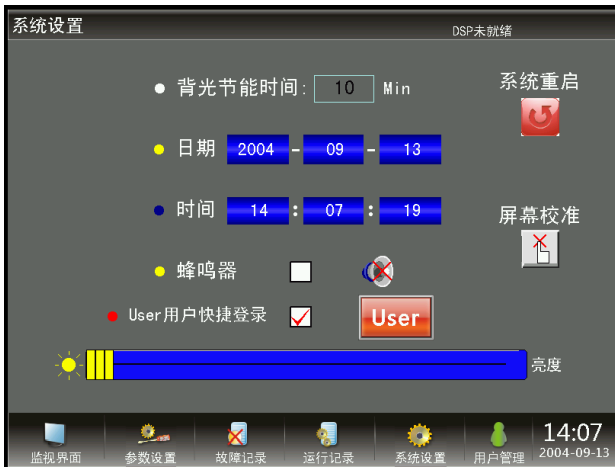 系统设置
DSP未就绪
背光节能时间: 10 Min
系统重启
日期 2004 - 09 - 13
时间 14 : 07 : 19
屏幕校准
蜂鸣器
User用户快捷登录
User
亮度
监视界面 参数设置 故障记录 运行记录 系统设置 用户管理
14:07
2004-09-13